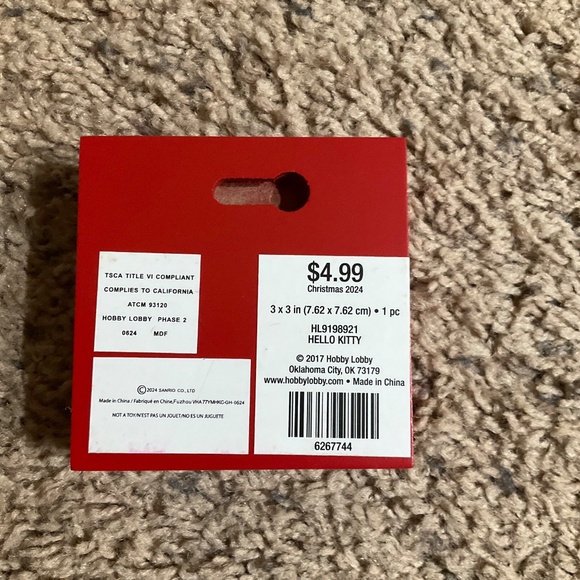 TSCA TITLE VI COMPLIANT
COMPLIES TO CALIFORNIA
ATCM 93120
HOBBY LOBBY PHASE 2
0624 MDF
©2024 SANRIO CO., LTD
Made in China / Fabriqué en Chine,Fuzhou VHA77YMHKC-GH-0624
NOT A TOY/N'EST PAS UN JOUET/NO ES UN JUGUETE
$4.99
Christmas 2024
3 x 3 in (7.62 x 7.62 cm) • 1 pc
HL9198921
HELLO KITTY
© 2017 Hobby Lobby
Oklahoma City, OK 73179
www.hobbylobby.com • Made in China
6267744